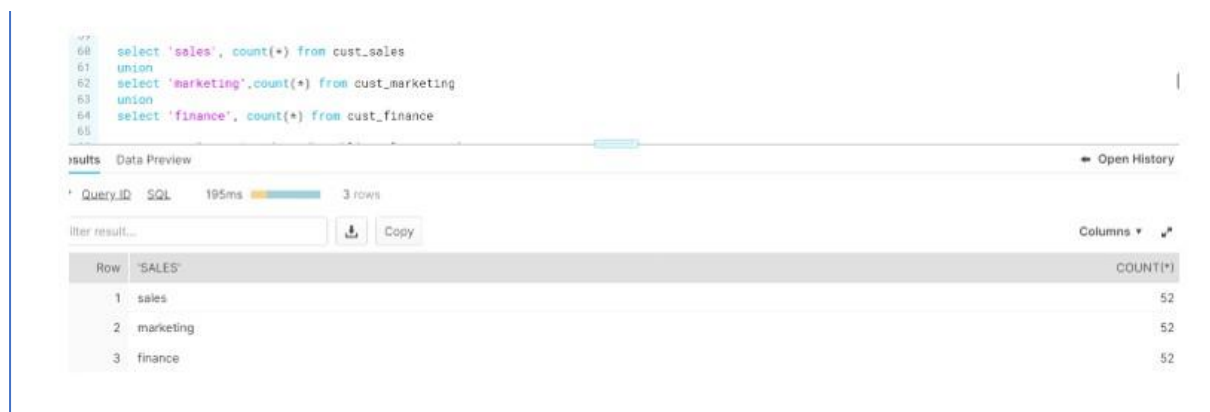 60 select 'sales', count(*) from cust_sales
61 union
62 select 'marketing',count(*) from cust_marketing
63 union
64 select 'finance', count(*) from cust_finance
65
esults Data Preview Open History
Query ID SQL 195ms 3 rows
ilter result... Copy Columns
Row 'SALES' COUNT(*)
1 sales 52
2 marketing 52
3 finance 52